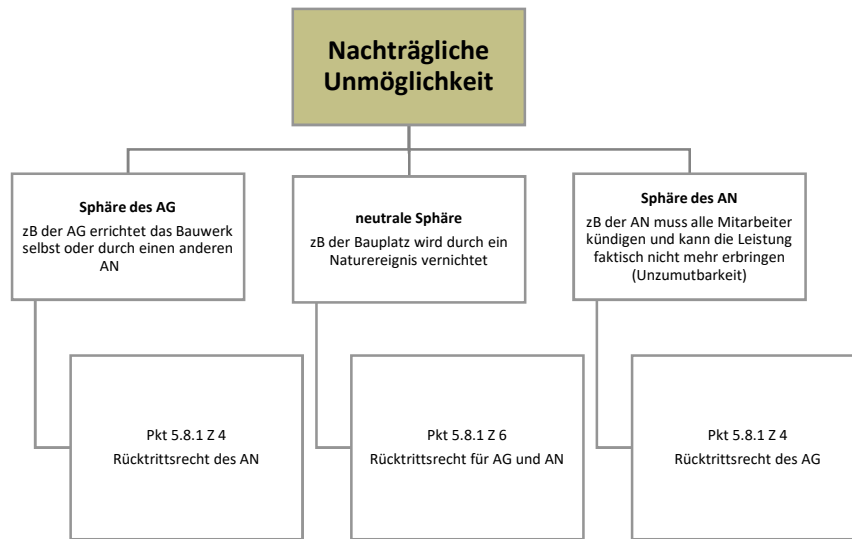 Nachträgliche
Unmöglichkeit
Sphäre des AG
zB der AG errichtet das Bauwerk
selbst oder durch einen anderen
AN
neutrale Sphäre
zB der Bauplatz wird durch ein
Naturereignis vernichtet
Sphäre des AN
zB der AN muss alle Mitarbeiter
kündigen und kann die Leistung
faktisch nicht mehr erbringen
(Unzumutbarkeit)
Pkt 5.8.1 Z 4
Rücktrittsrecht des AN
Pkt 5.8.1 Z 6
Rücktrittsrecht für AG und AN
Pkt 5.8.1 Z 4
Rücktrittsrecht des AG